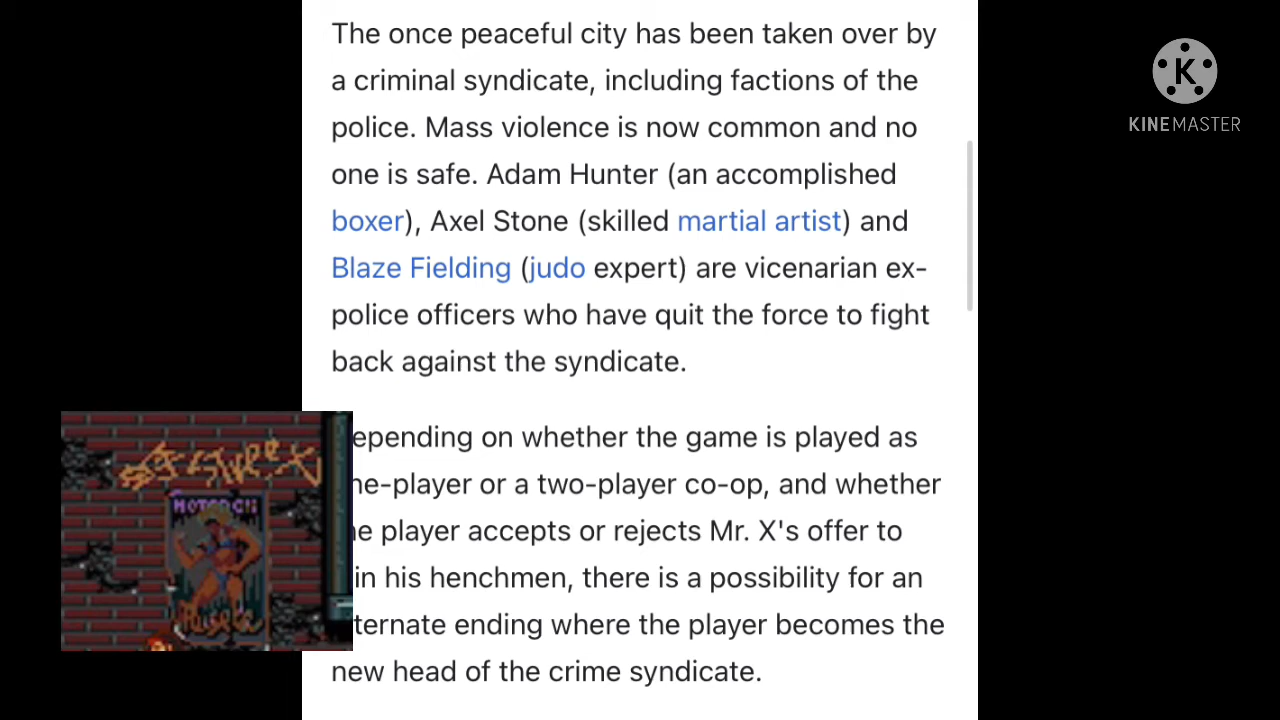 The once peaceful city has been taken over by
a criminal syndicate, including factions of the
police. Mass violence is now common and no
one is safe. Adam Hunter (an accomplished
boxer), Axel Stone (skilled martial artist) and
Blaze Fielding (judo expert) are vicenarian ex-
police officers who have quit the force to fight
back against the syndicate.
epending on whether the game is played as
ne-player or a two-player co-op, and whether
e player accepts or rejects Mr. X's offer to
in his henchmen, there is a possibility for an
ternate ending where the player becomes the
new head of the crime syndicate.
KINEMASTER